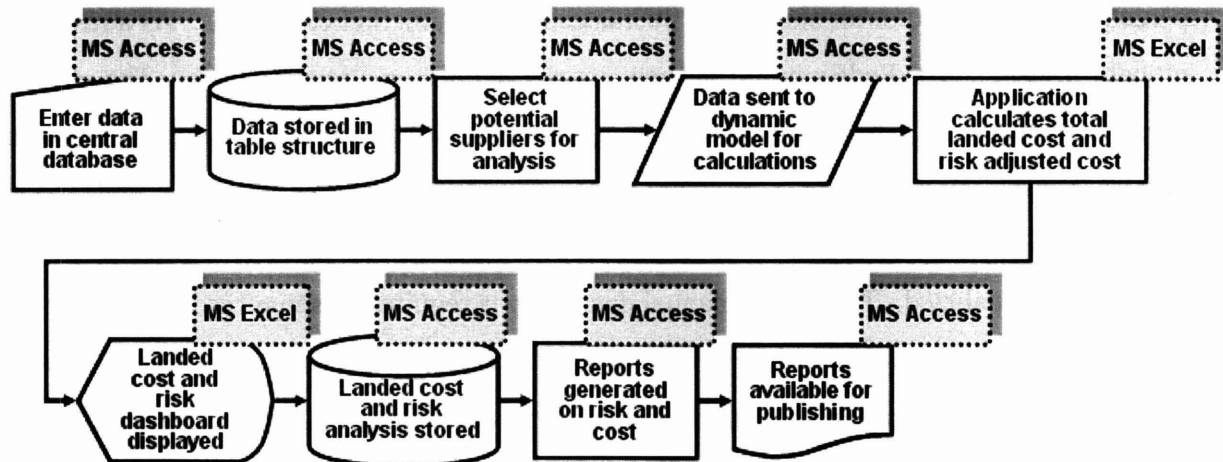 MS Access
Enter data
in central
database
MS Access
Data stored in
table structure
MS Access
Select
potential
suppliers for
analysis
MS Access
Data sent to
dynamic
model for
calculations
MS Excel
Application
calculates total
landed cost and
risk adjusted cost
MS Excel
Landed
cost and
risk
dashboard
displayed
MS Access
Landed cost
and risk
analysis stored
MS Access
Reports
generated
on risk and
cost
MS Access
Reports
available for
publishing